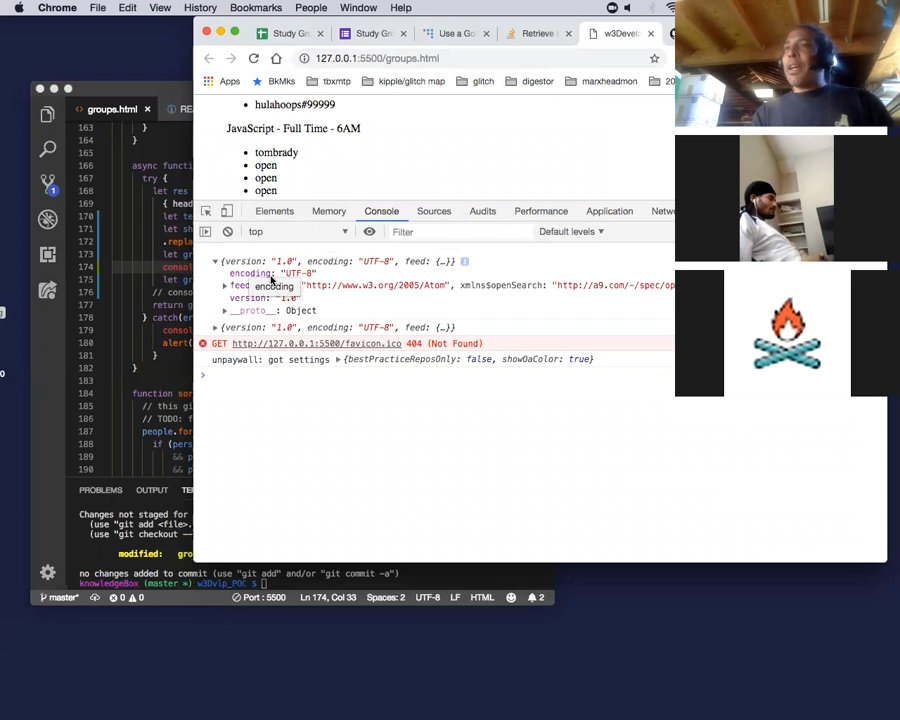 Chrome File Edit View History Bookmarks People Window Help
Study Gr
Study Gr
Use a Go
Retrieve (
w3Develo
127.0.0.1:5500/groups.html
Apps BkMks tbxmtp kipple/glitch map glitch digestor marxheadmon 20
hulahoops#99999
JavaScript - Full Time - 6AM
tombrady
open
open
open
Elements Memory Console Sources Audits Performance Application Netw
top Filter Default levels
{version: "1.0", encoding: "UTF-8", feed: {…}}
encoding: "UTF-8"
encoding
feed "http://www.w3.org/2005/Atom", xmlns$openSearch: "http://a9.com/-/spec/op
version: "1.0"
__proto__: Object
{version: "1.0", encoding: "UTF-8", feed: {…}}
GET http://127.0.0.1:5500/favicon.ico 404 (Not Found)
unpaywall: got settings {bestPracticeReposOnly: false, showOaColor: true}
>
groups.html RE
163 }
164 }
165
166 async functi
167 try {
168 let res
169 { head
170 let te
171 let sh
172 .repla
173 let gr
174 consol
175 let gr
176 // conso
177 return g
178 } catch(er
179 console
180 alert(
181 }
182 }
183
184 function sor
185 // this gi
186 // TODO: f
187 people.for
188 if (pers
189 && p
190 && p
PROBLEMS OUTPUT TE
Changes not staged for
(use "git add <file>.
(use "git checkout --
modified: gro
no changes added to commit (use "git add" and/or "git commit -a")
knowledgeBox (master *) w3Dvlp_POC $
master* 0 0 Port : 5500 Ln 174, Col 33 Spaces: 2 UTF-8 LF HTML 2